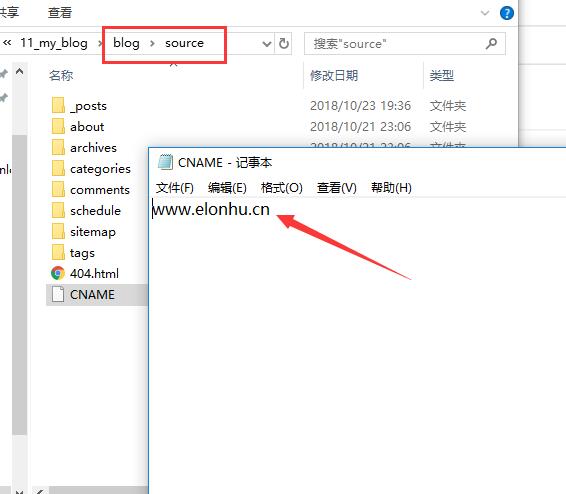 共享 查看
« 11_my_blog > blog > source 搜索"source"
名称 修改日期 类型
_posts 2018/10/23 19:36 文件夹
about 2018/10/21 23:06 文件夹
archives
categories
comments
schedule
sitemap
tags
404.html
CNAME
CNAME - 记事本
文件(F) 编辑(E) 格式(O) 查看(V) 帮助(H)
www.elonhu.cn